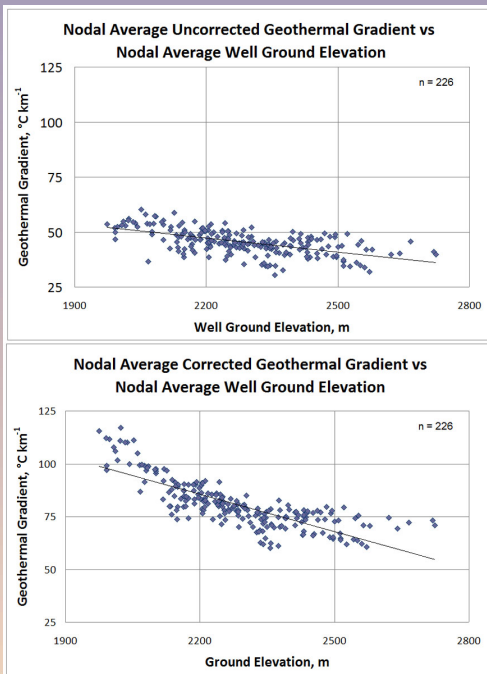 Nodal Average Uncorrected Geothermal Gradient vs
Nodal Average Well Ground Elevation
n = 226
Geothermal Gradient, °C km⁻¹
125
100
75
50
25
1900
2200
2500
2800
Well Ground Elevation, m
Nodal Average Corrected Geothermal Gradient vs
Nodal Average Well Ground Elevation
n = 226
Geothermal Gradient, °C km⁻¹
125
100
75
50
25
1900
2200
2500
2800
Ground Elevation, m